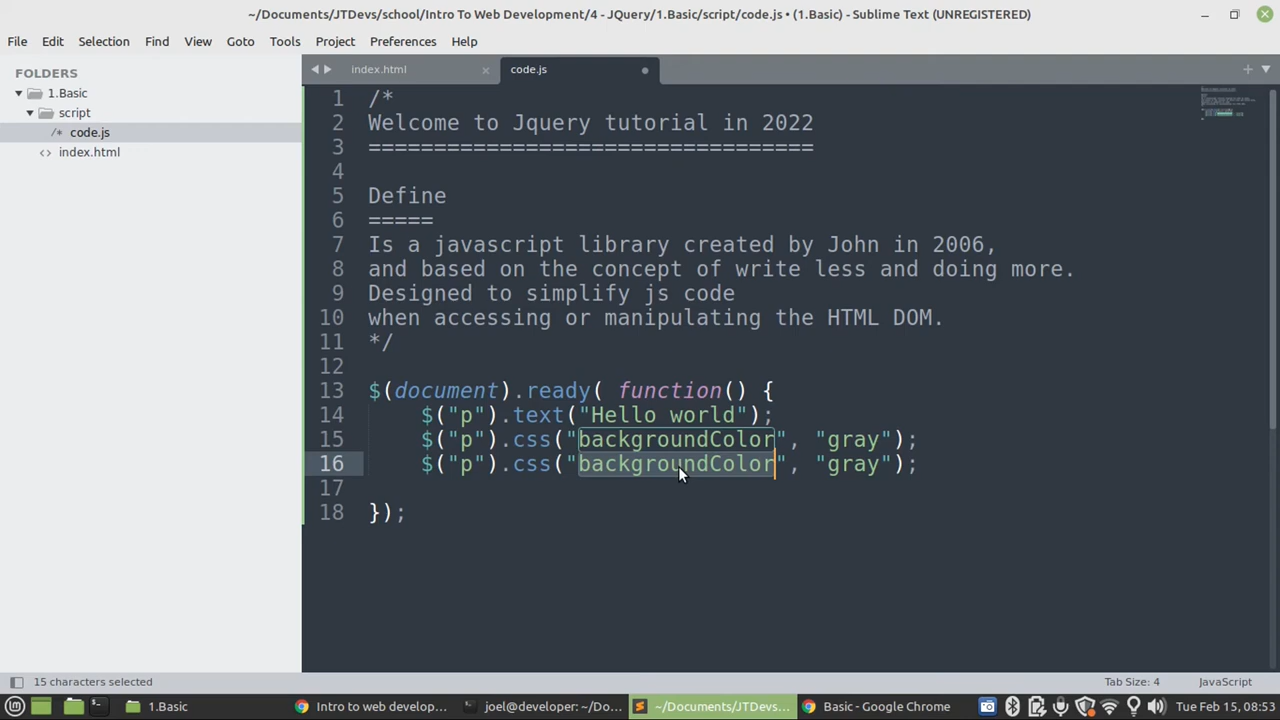 ~/Documents/JTDevs/school/Intro To Web Development/4 - JQuery/1.Basic/script/code.js • (1.Basic) - Sublime Text (UNREGISTERED)
File Edit Selection Find View Goto Tools Project Preferences Help
FOLDERS
1.Basic
script
/* code.js
<> index.html
index.html × code.js
1 /*
2 Welcome to Jquery tutorial in 2022
3 ==================================
4
5 Define
6 =====
7 Is a javascript library created by John in 2006,
8 and based on the concept of write less and doing more.
9 Designed to simplify js code
10 when accessing or manipulating the HTML DOM.
11 */
12
13 $(document).ready( function() {
14 $("p").text("Hello world");
15 $("p").css("backgroundColor", "gray");
16 $("p").css("backgroundColor", "gray");
17
18 });
15 characters selected Tab Size: 4 JavaScript
1.Basic Intro to web develop... joel@developer: ~/Do... ~/Documents/JTDevs... Basic - Google Chrome Tue Feb 15, 08:53